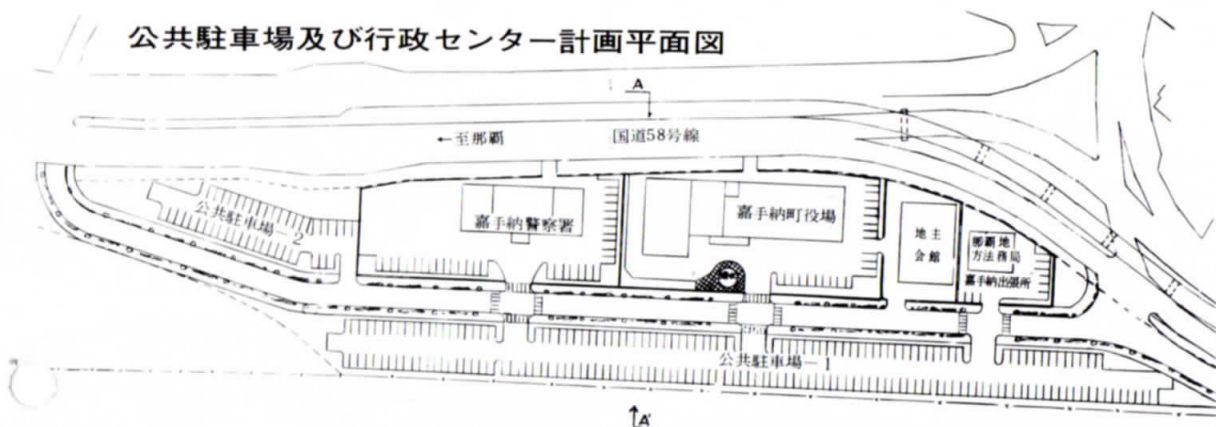 公共駐車場及び行政センター計画平面図
A
←至那覇
国道58号線
公共駐車場-2
嘉手納警察署
嘉手納町役場
地主
会館
那覇地
方法務局
嘉手納出張所
公共駐車場-1
A'